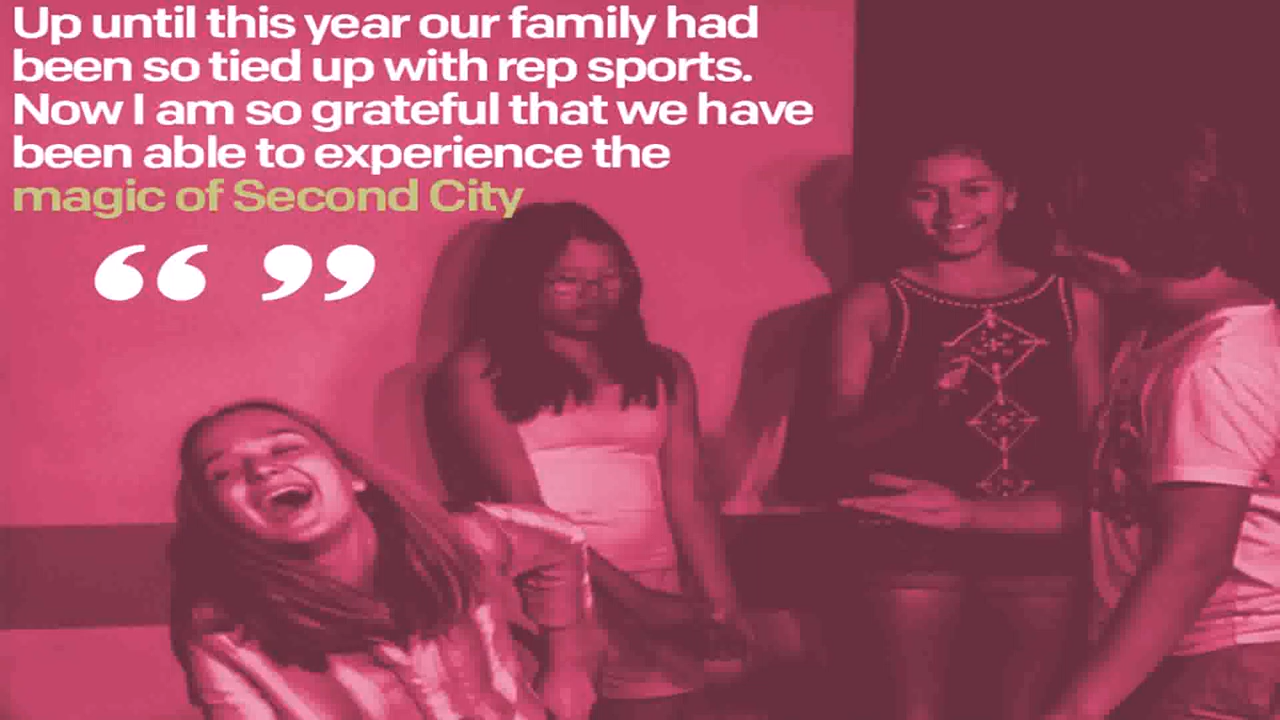 Up until this year our family had
been so tied up with rep sports.
Now I am so grateful that we have
been able to experience the
magic of Second City
“ ”